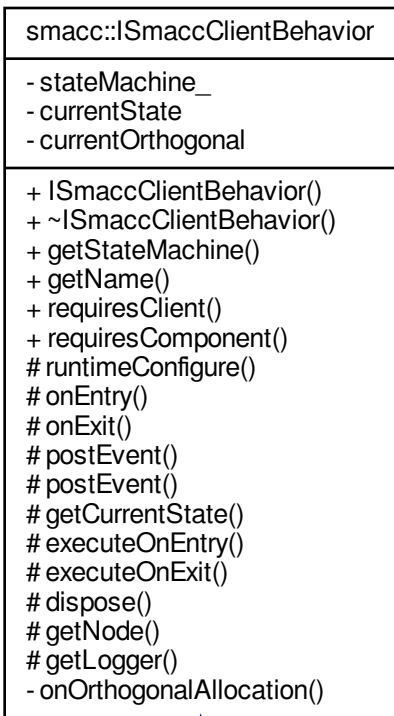 smacc::ISmaccClientBehavior
- stateMachine_
- currentState
- currentOrthogonal
+ ISmaccClientBehavior()
+ ~ISmaccClientBehavior()
+ getStateMachine()
+ getName()
+ requiresClient()
+ requiresComponent()
# runtimeConfigure()
# onEntry()
# onExit()
# postEvent()
# postEvent()
# getCurrentState()
# executeOnEntry()
# executeOnExit()
# dispose()
# getNode()
# getLogger()
- onOrthogonalAllocation()